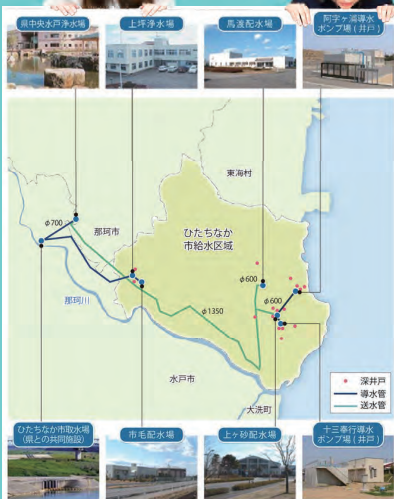 県中央水戸浄水場
上坪浄水場
馬渡配水場
阿字ヶ浦導水
ポンプ場(井戸)
東海村
那珂市
φ700
ひたちなか
市給水区域
φ600
φ600
那珂川
φ1350
水戸市
大洗町
深井戸
導水管
送水管
ひたちなか市取水場
(県との共同施設)
市毛配水場
上ヶ砂配水場
十三奉行導水
ポンプ場(井戸)